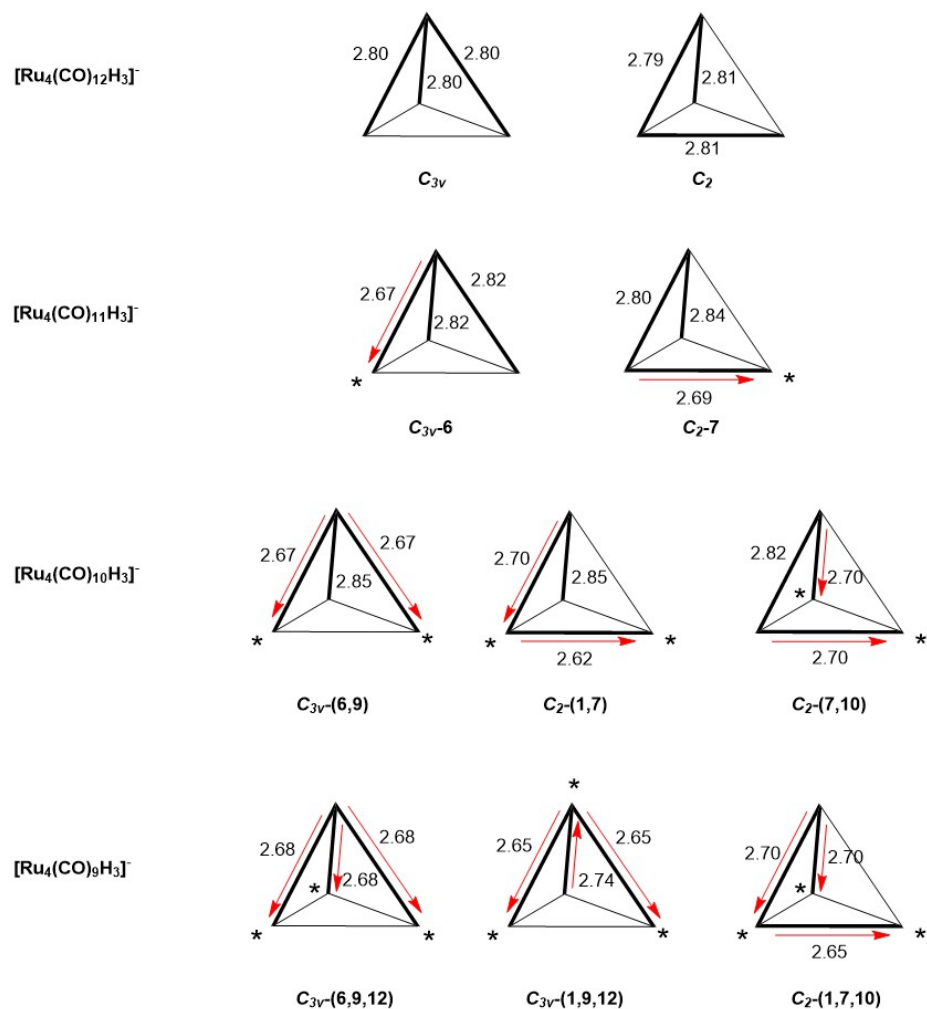 [Ru₄(CO)₁₂H₃]⁻
2.80 2.80
2.80
C₃ᵥ
2.79
2.81
2.81
C₂
[Ru₄(CO)₁₁H₃]⁻
2.67 2.82
2.82
*
C₃ᵥ-6
2.80
2.84
*
2.69
C₂-7
[Ru₄(CO)₁₀H₃]⁻
2.67 2.67
2.85
* *
C₃ᵥ-(6,9)
2.70
2.85
* *
2.62
C₂-(1,7)
2.82
2.70
*
*
2.70
C₂-(7,10)
[Ru₄(CO)₉H₃]⁻
2.68 2.68
* 2.68
* *
C₃ᵥ-(6,9,12)
*
2.65 2.65
2.74
* *
C₃ᵥ-(1,9,12)
2.70 2.70
*
* *
2.65
C₂-(1,7,10)